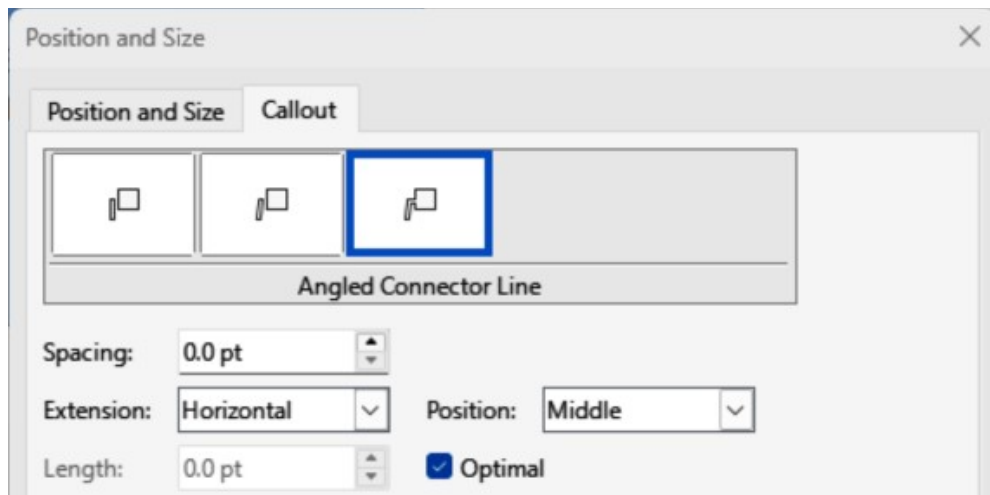 Position and Size
Position and Size Callout
Angled Connector Line
Spacing: 0.0 pt
Extension: Horizontal Position: Middle
Length: 0.0 pt Optimal